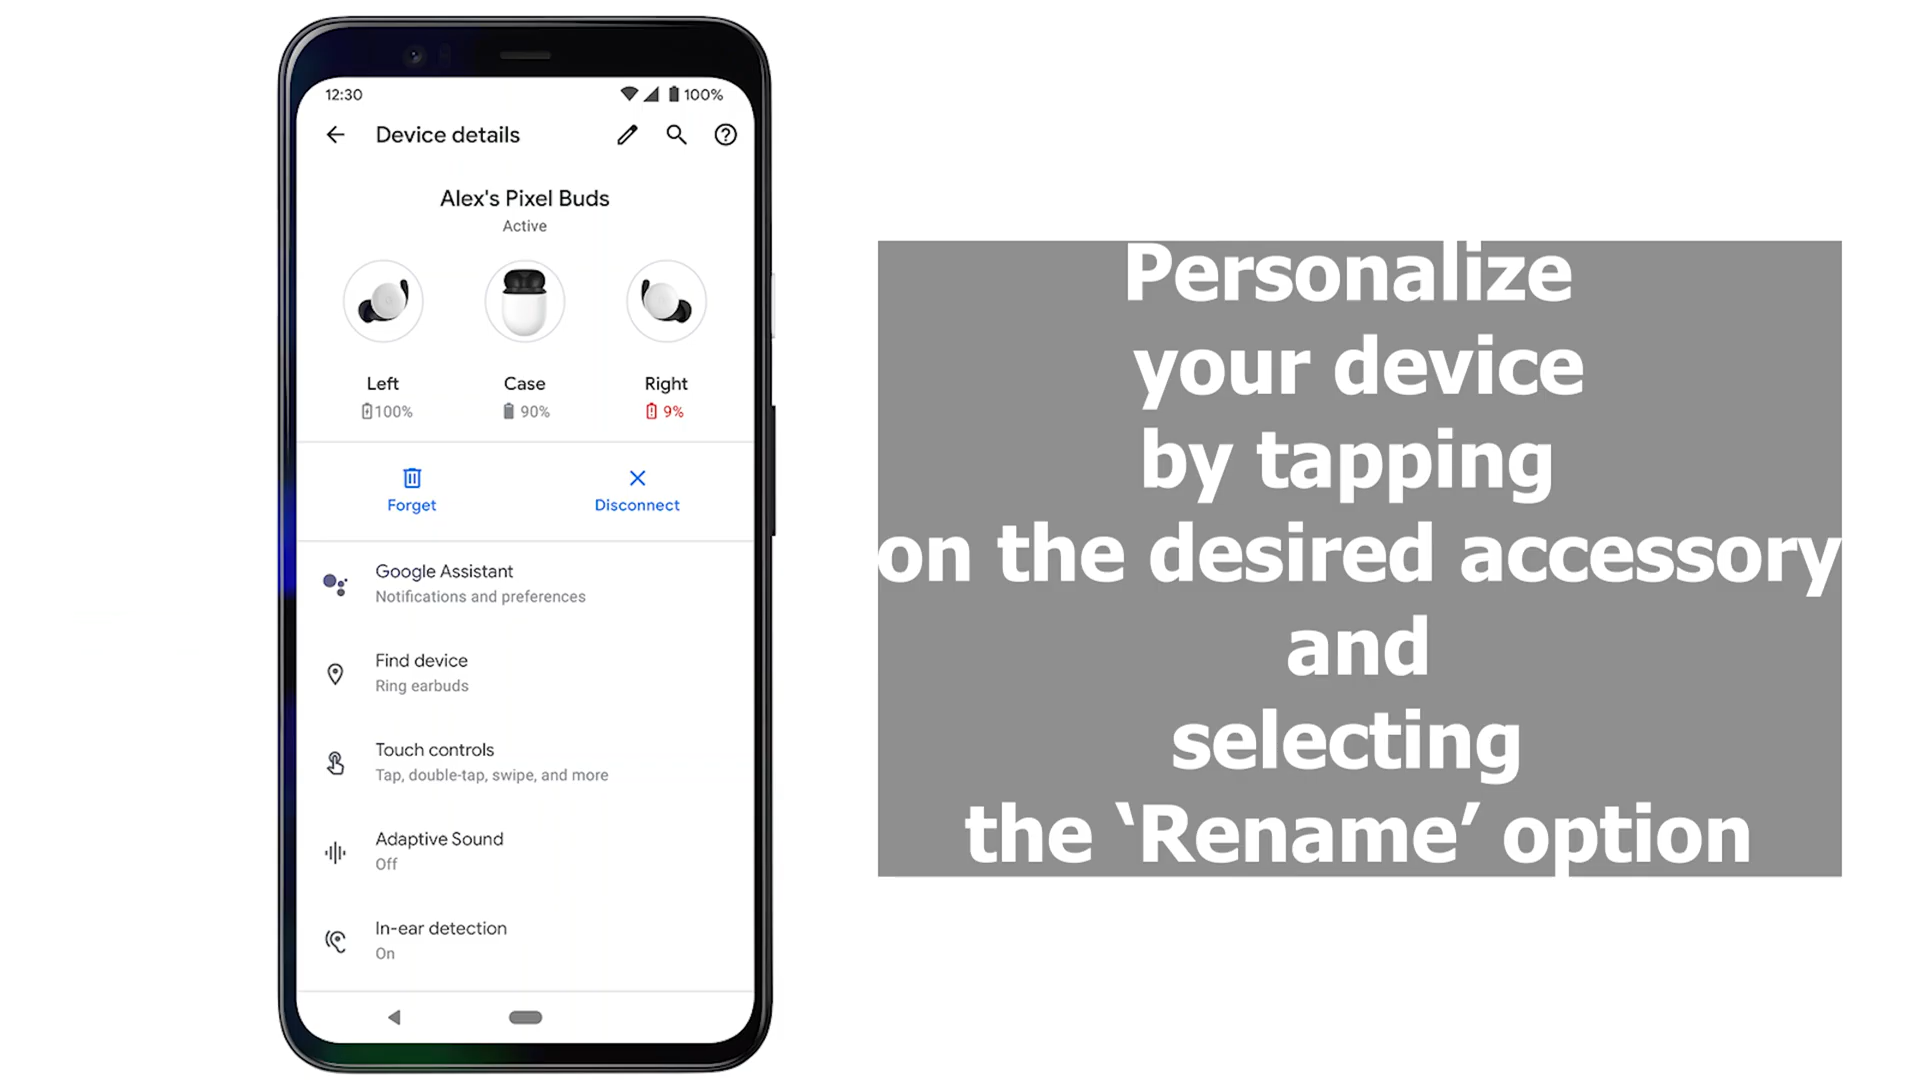 12:30
100%
Device details
Alex's Pixel Buds
Active
Left
Case
Right
100%
90%
9%
Forget
Disconnect
Google Assistant
Notifications and preferences
Find device
Ring earbuds
Touch controls
Tap, double-tap, swipe, and more
Adaptive Sound
Off
In-ear detection
On
Personalize
your device
by tapping
on the desired accessory
and
selecting
the ‘Rename’ option